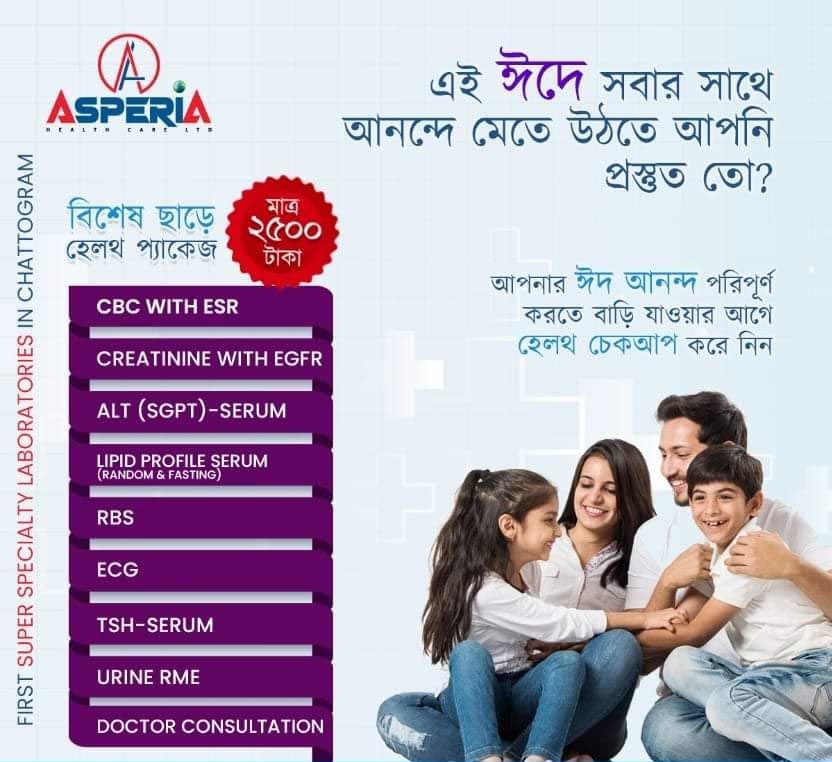 ASPERIA
HEALTH CARE LTD
FIRST SUPER SPECIALTY LABORATORIES IN CHATTOGRAM
এই ঈদে সবার সাথে
আনন্দে মেতে উঠতে আপনি
প্রস্তুত তো?
বিশেষ ছাড়ে
হেলথ প্যাকেজ
মাত্র
২৫০০
টাকা
CBC WITH ESR
CREATININE WITH EGFR
ALT (SGPT)-SERUM
LIPID PROFILE SERUM
(RANDOM & FASTING)
RBS
ECG
TSH-SERUM
URINE RME
DOCTOR CONSULTATION
আপনার ঈদ আনন্দ পরিপূর্ণ
করতে বাড়ি যাওয়ার আগে
হেলথ চেকআপ করে নিন